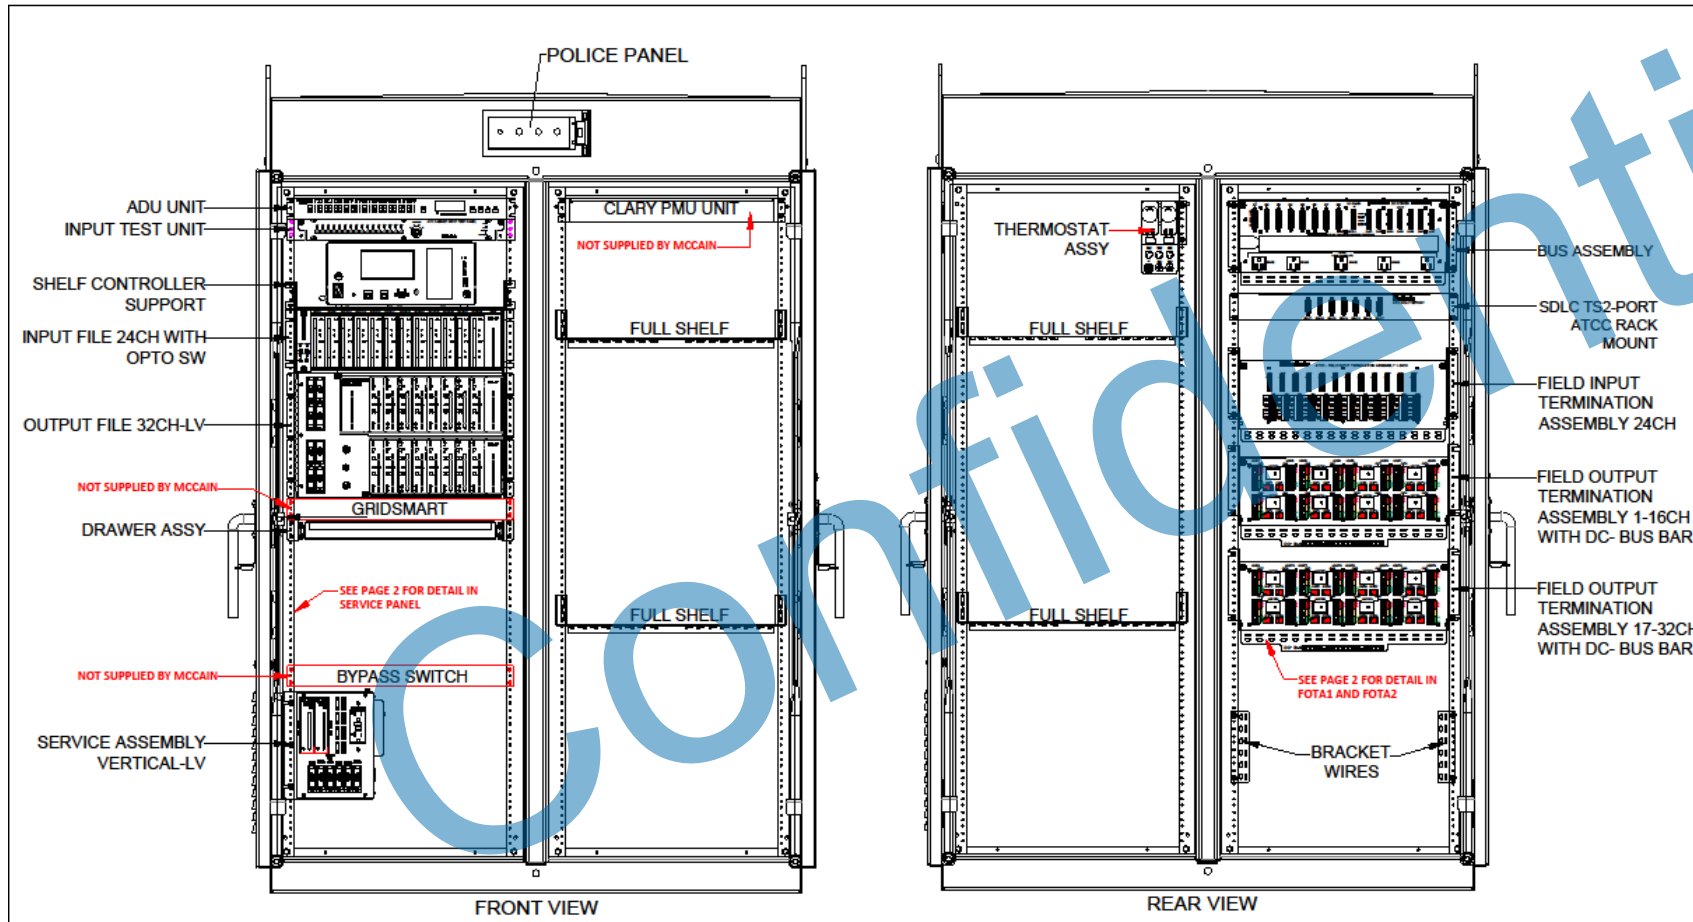 POLICE PANEL
ADU UNIT
INPUT TEST UNIT
SHELF CONTROLLER
SUPPORT
INPUT FILE 24CH WITH
OPTO SW
OUTPUT FILE 32CH-LV
NOT SUPPLIED BY MCCAIN
GRIDSMART
DRAWER ASSY
SEE PAGE 2 FOR DETAIL IN
SERVICE PANEL
NOT SUPPLIED BY MCCAIN
BYPASS SWITCH
SERVICE ASSEMBLY
VERTICAL-LV
CLARY PMU UNIT
NOT SUPPLIED BY MCCAIN
FULL SHELF
FULL SHELF
FRONT VIEW
THERMOSTAT
ASSY
FULL SHELF
FULL SHELF
BUS ASSEMBLY
SDLC TS2-PORT
ATCC RACK
MOUNT
FIELD INPUT
TERMINATION
ASSEMBLY 24CH
FIELD OUTPUT
TERMINATION
ASSEMBLY 1-16CH
WITH DC- BUS BAR
FIELD OUTPUT
TERMINATION
ASSEMBLY 17-32CH
WITH DC- BUS BAR
SEE PAGE 2 FOR DETAIL IN
FOTA1 AND FOTA2
BRACKET
WIRES
REAR VIEW
Confidenti